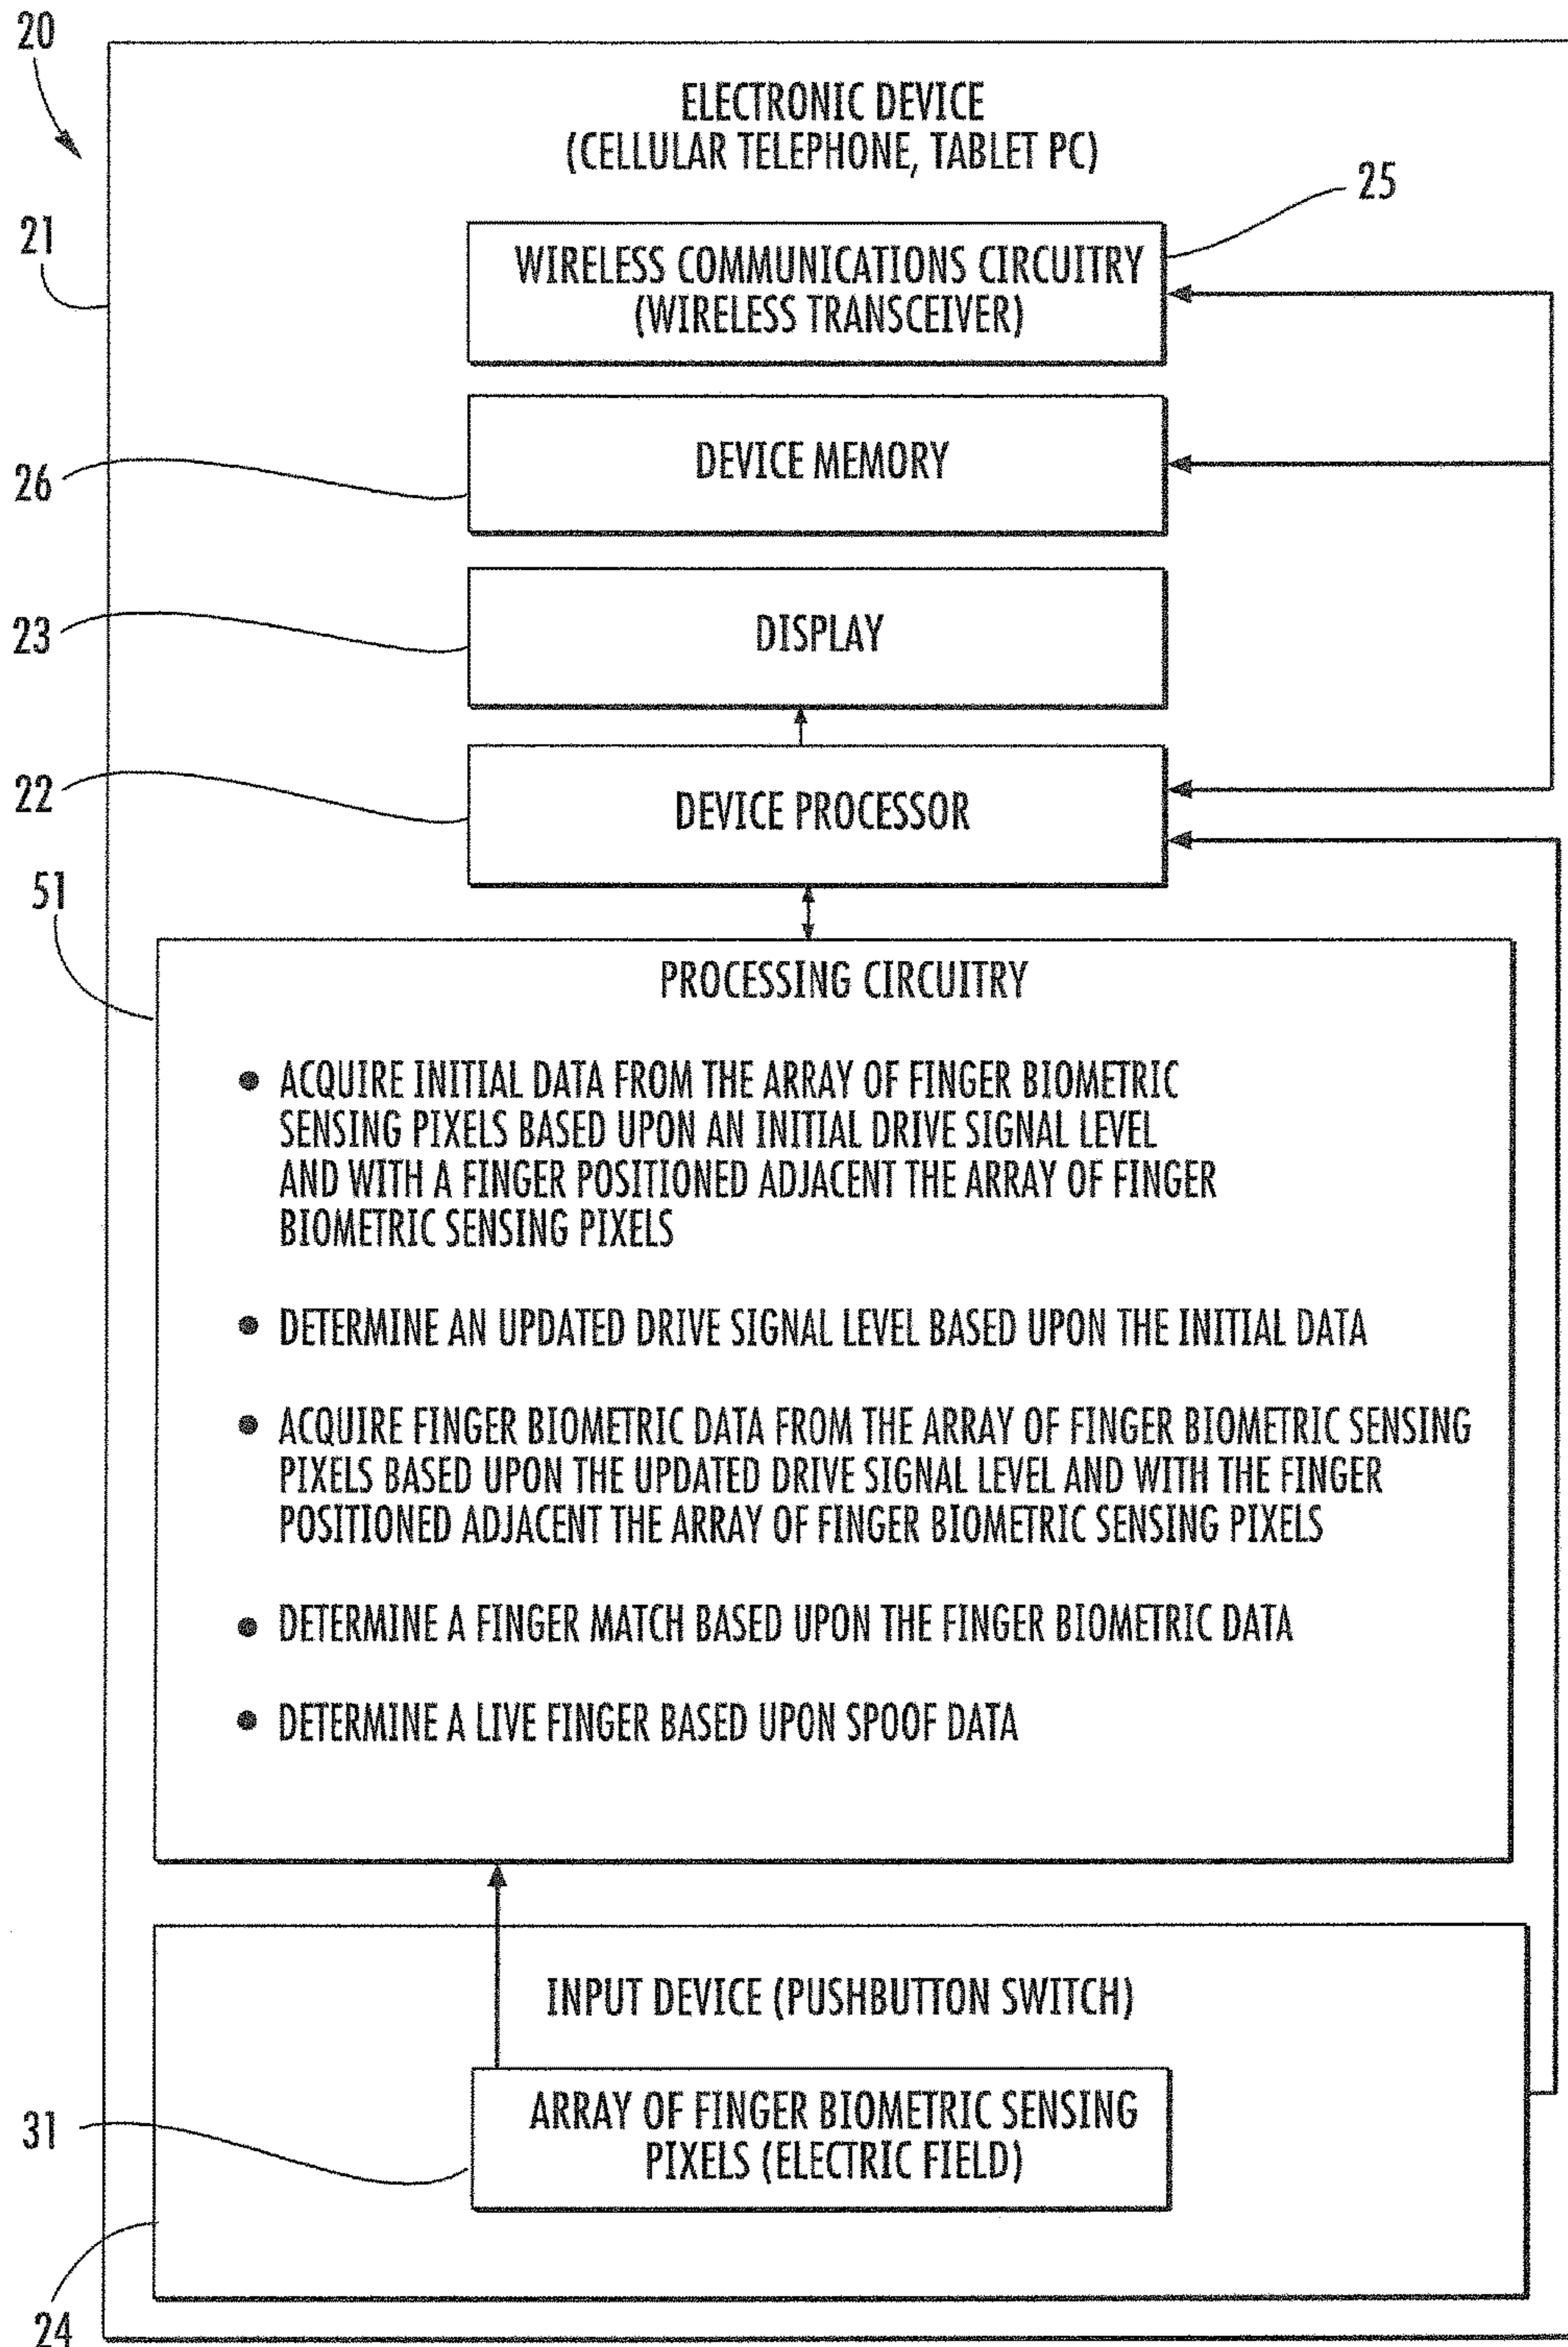 20
ELECTRONIC DEVICE
(CELLULAR TELEPHONE, TABLET PC)
25
21
WIRELESS COMMUNICATIONS CIRCUITRY
(WIRELESS TRANSCEIVER)
26
DEVICE MEMORY
23
DISPLAY
22
DEVICE PROCESSOR
51
PROCESSING CIRCUITRY
• ACQUIRE INITIAL DATA FROM THE ARRAY OF FINGER BIOMETRIC
SENSING PIXELS BASED UPON AN INITIAL DRIVE SIGNAL LEVEL
AND WITH A FINGER POSITIONED ADJACENT THE ARRAY OF FINGER
BIOMETRIC SENSING PIXELS
• DETERMINE AN UPDATED DRIVE SIGNAL LEVEL BASED UPON THE INITIAL DATA
• ACQUIRE FINGER BIOMETRIC DATA FROM THE ARRAY OF FINGER BIOMETRIC SENSING
PIXELS BASED UPON THE UPDATED DRIVE SIGNAL LEVEL AND WITH THE FINGER
POSITIONED ADJACENT THE ARRAY OF FINGER BIOMETRIC SENSING PIXELS
• DETERMINE A FINGER MATCH BASED UPON THE FINGER BIOMETRIC DATA
• DETERMINE A LIVE FINGER BASED UPON SPOOF DATA
INPUT DEVICE (PUSHBUTTON SWITCH)
31
ARRAY OF FINGER BIOMETRIC SENSING
PIXELS (ELECTRIC FIELD)
24